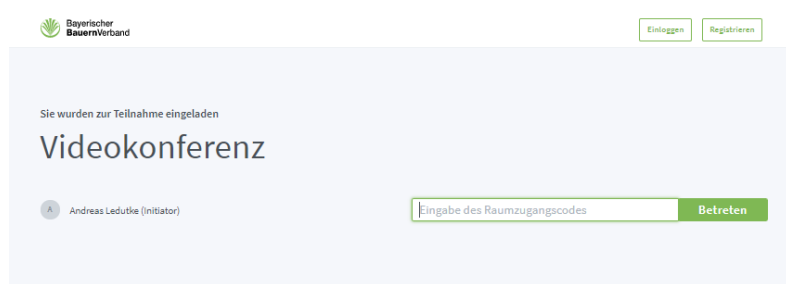 Bayerischer
BauernVerband
Einloggen
Registrieren
Sie wurden zur Teilnahme eingeladen
Videokonferenz
A
Andreas Ledutke (Initiator)
Eingabe des Raumzugangscodes
Betreten